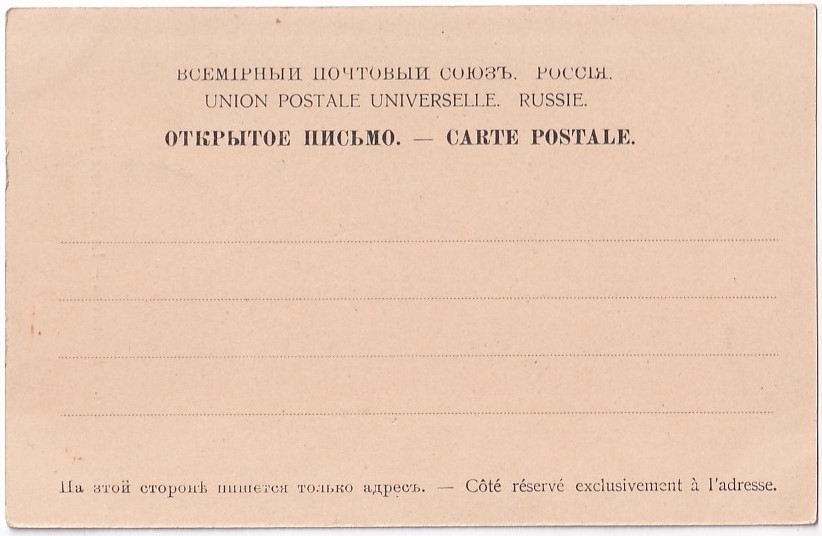 ВСЕМІРНЫЙ ПОЧТОВЫЙ СОЮЗЪ. РОССІЯ.
UNION POSTALE UNIVERSELLE. RUSSIE.
ОТКРЫТОЕ ПИСЬМО. — CARTE POSTALE.
На этой сторонѣ пишется только адресъ. — Côté réservé exclusivement à l'adresse.